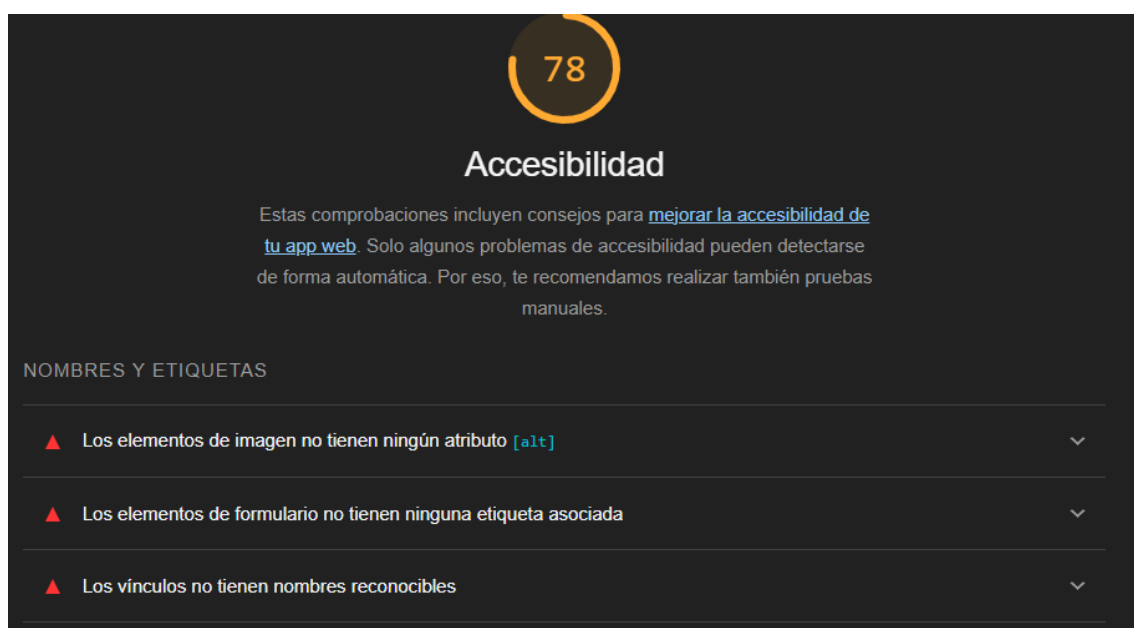 78
Accesibilidad
Estas comprobaciones incluyen consejos para mejorar la accesibilidad de
tu app web. Solo algunos problemas de accesibilidad pueden detectarse
de forma automática. Por eso, te recomendamos realizar también pruebas
manuales.
NOMBRES Y ETIQUETAS
Los elementos de imagen no tienen ningún atributo [alt]
Los elementos de formulario no tienen ninguna etiqueta asociada
Los vínculos no tienen nombres reconocibles